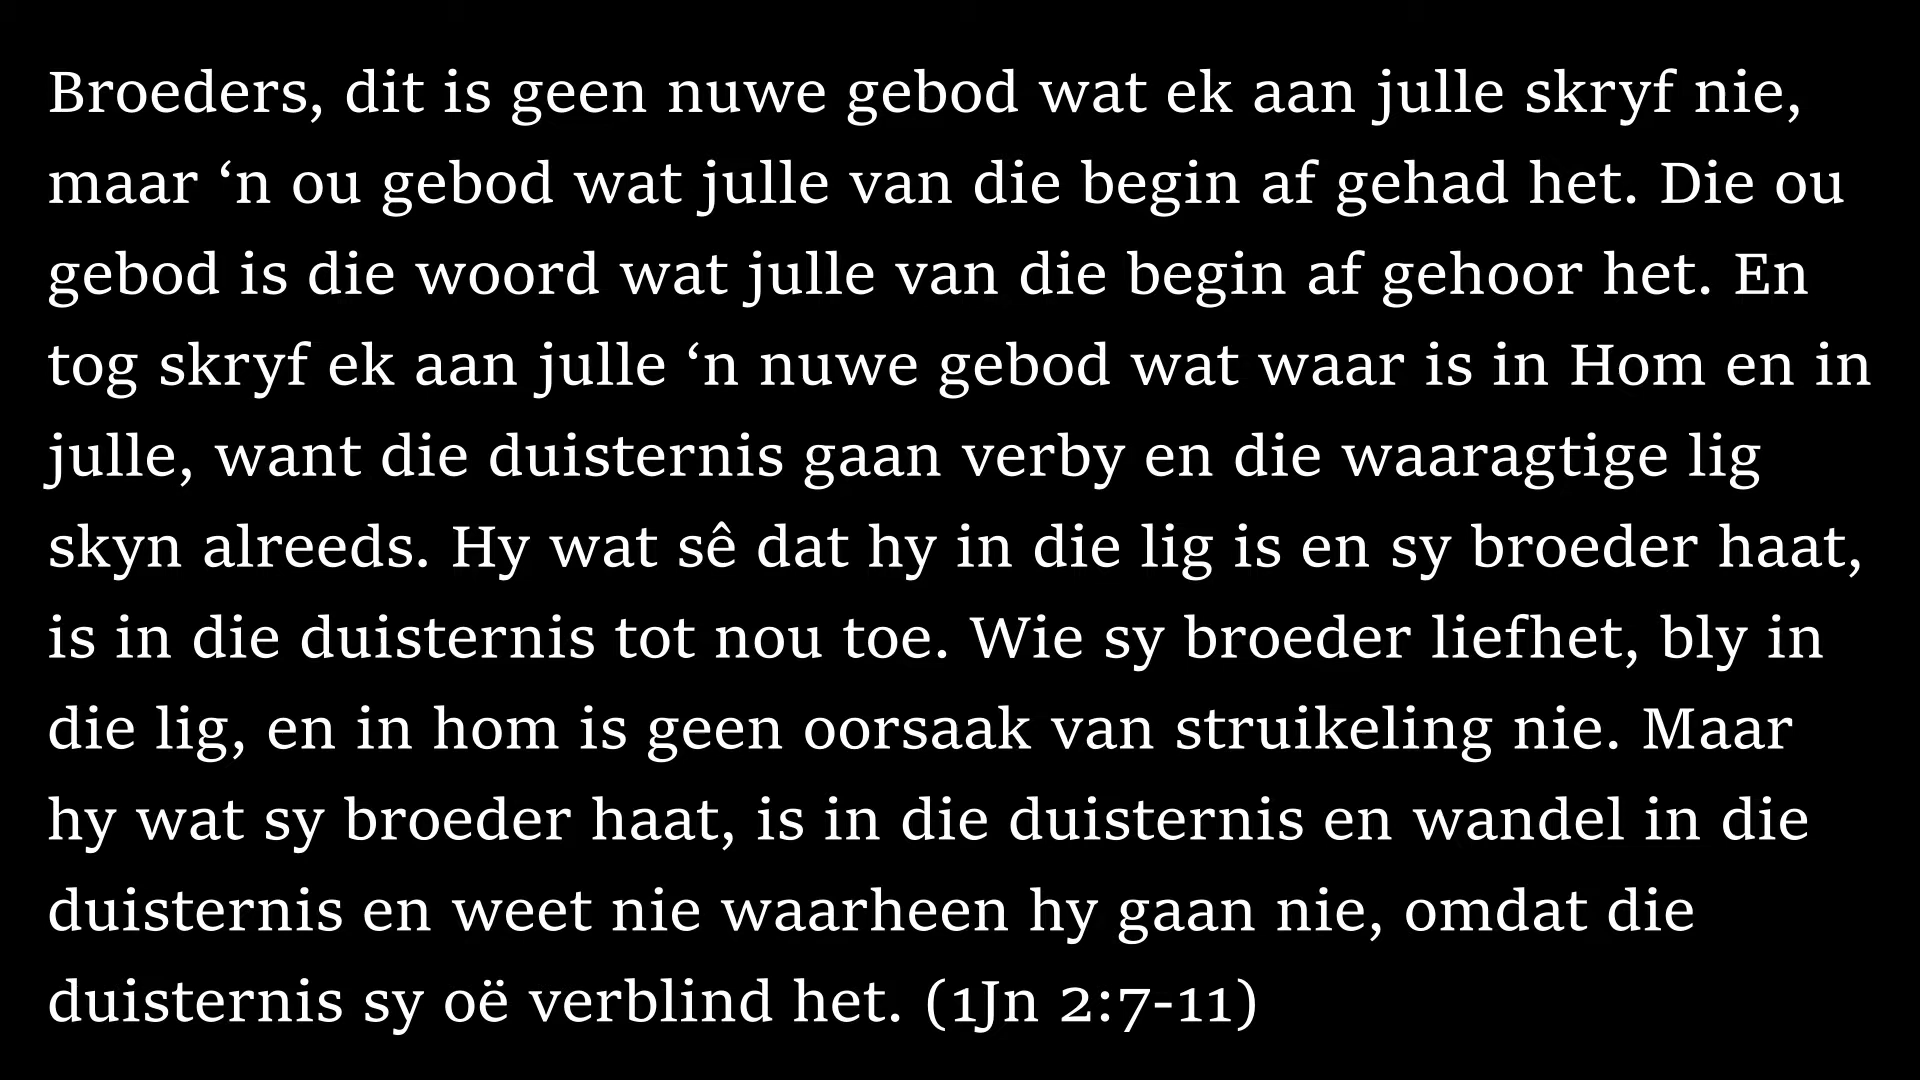 Broeders, dit is geen nuwe gebod wat ek aan julle skryf nie,
maar ‘n ou gebod wat julle van die begin af gehad het. Die ou
gebod is die woord wat julle van die begin af gehoor het. En
tog skryf ek aan julle ‘n nuwe gebod wat waar is in Hom en in
julle, want die duisternis gaan verby en die waaragtige lig
skyn alreeds. Hy wat sê dat hy in die lig is en sy broeder haat,
is in die duisternis tot nou toe. Wie sy broeder liefhet, bly in
die lig, en in hom is geen oorsaak van struikeling nie. Maar
hy wat sy broeder haat, is in die duisternis en wandel in die
duisternis en weet nie waarheen hy gaan nie, omdat die
duisternis sy oë verblind het. (1Jn 2:7-11)